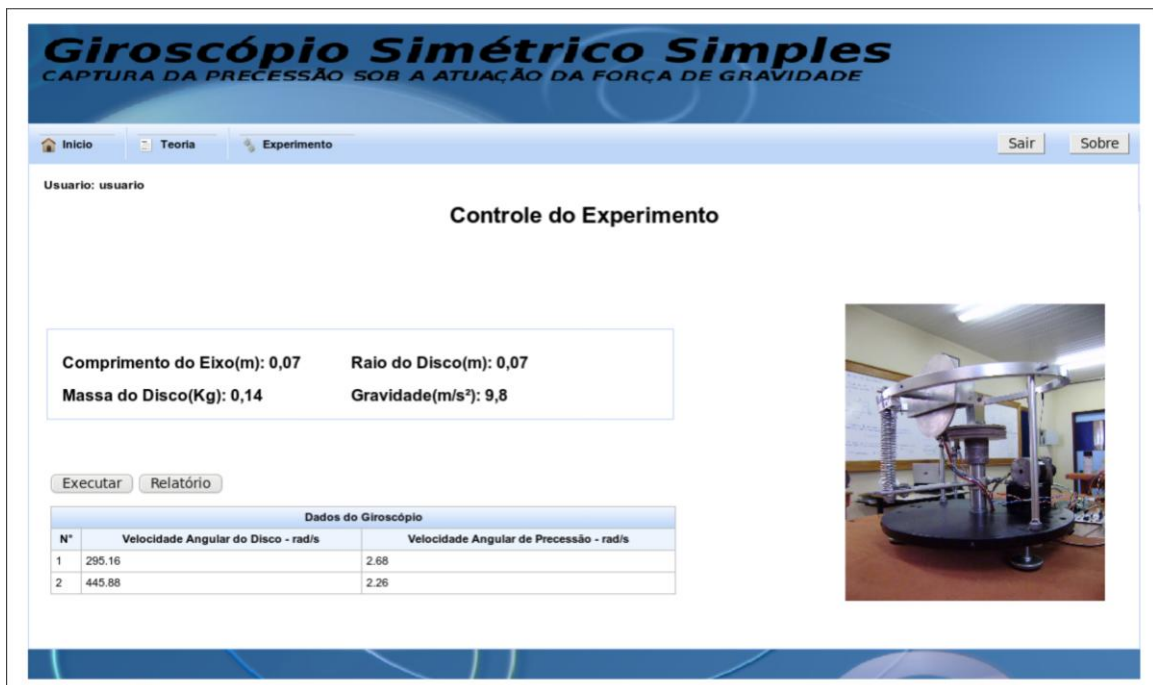 Giroscópio Simétrico Simples
CAPTURA DA PRECESSÃO SOB A ATUAÇÃO DA FORÇA DE GRAVIDADE
Inicio Teoria Experimento Sair Sobre
Usuario: usuario
Controle do Experimento
Comprimento do Eixo(m): 0,07 Raio do Disco(m): 0,07
Massa do Disco(Kg): 0,14 Gravidade(m/s²): 9,8
Executar Relatório
Dados do Giroscópio
N° Velocidade Angular do Disco - rad/s Velocidade Angular de Precessão - rad/s
1 295.16 2.68
2 445.88 2.26